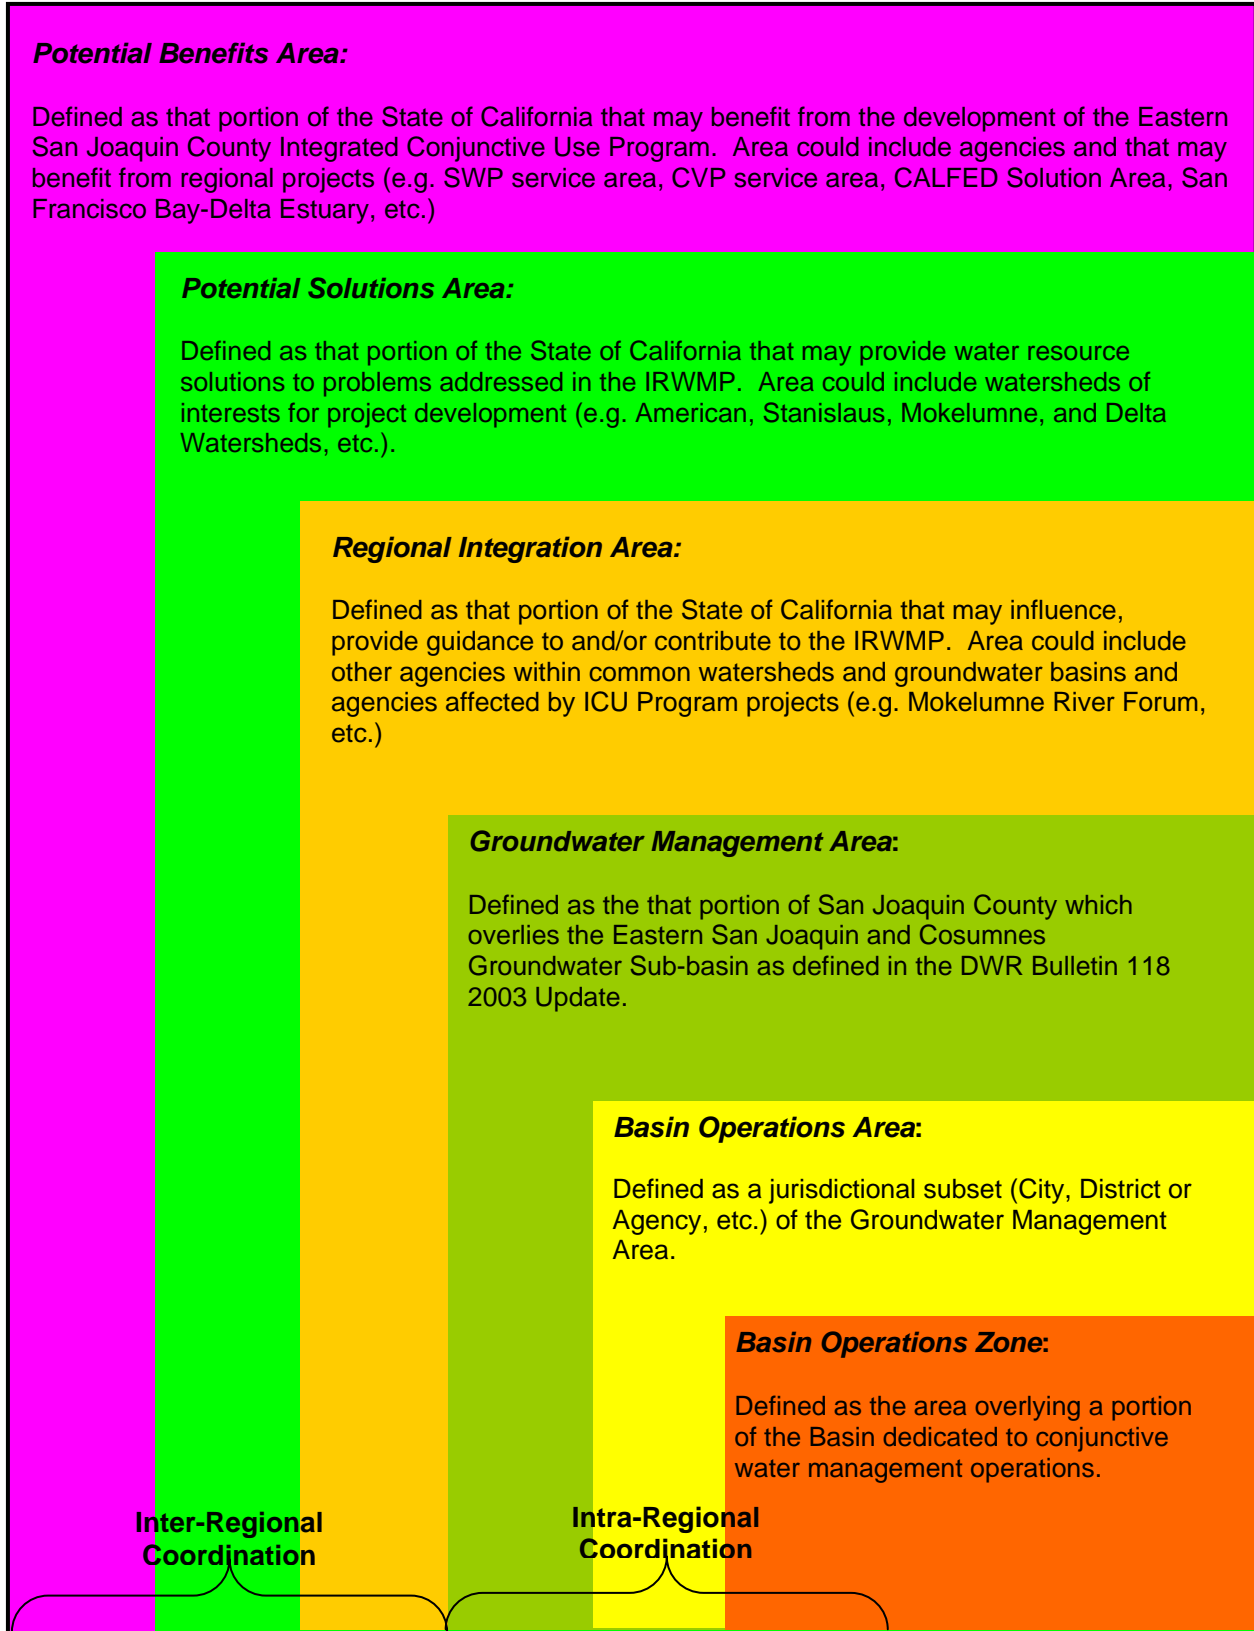 Potential Benefits Area:
Defined as that portion of the State of California that may benefit from the development of the Eastern
San Joaquin County Integrated Conjunctive Use Program.  Area could include agencies and that may
benefit from regional projects (e.g. SWP service area, CVP service area, CALFED Solution Area, San
Francisco Bay-Delta Estuary, etc.)
Potential Solutions Area:
Defined as that portion of the State of California that may provide water resource
solutions to problems addressed in the IRWMP.  Area could include watersheds of
interests for project development (e.g. American, Stanislaus, Mokelumne, and Delta
Watersheds, etc.).
Regional Integration Area:
Defined as that portion of the State of California that may influence,
provide guidance to and/or contribute to the IRWMP.  Area could include
other agencies within common watersheds and groundwater basins and
agencies affected by ICU Program projects (e.g. Mokelumne River Forum,
etc.)
Groundwater Management Area:
Defined as the that portion of San Joaquin County which
overlies the Eastern San Joaquin and Cosumnes
Groundwater Sub-basin as defined in the DWR Bulletin 118
2003 Update.
Basin Operations Area:
Defined as a jurisdictional subset (City, District or
Agency, etc.) of the Groundwater Management
Area.
Basin Operations Zone:
Defined as the area overlying a portion
of the Basin dedicated to conjunctive
water management operations.
Inter-Regional
Coordination
Intra-Regional
Coordination